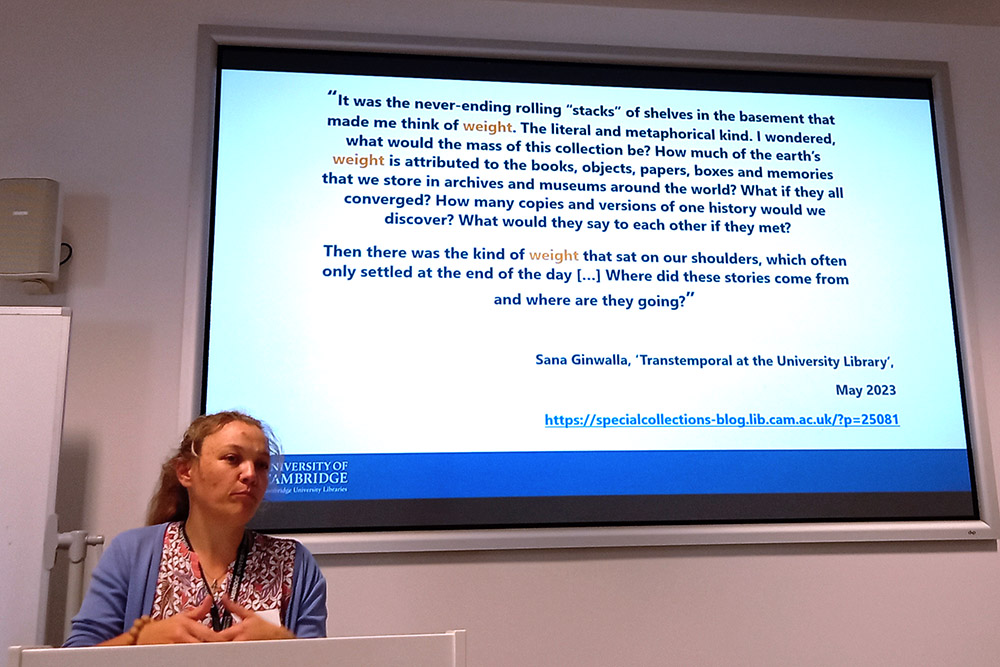 “It was the never-ending rolling “stacks” of shelves in the basement that
made me think of weight. The literal and metaphorical kind. I wondered,
what would the mass of this collection be? How much of the earth’s
weight is attributed to the books, objects, papers, boxes and memories
that we store in archives and museums around the world? What if they all
converged? How many copies and versions of one history would we
discover? What would they say to each other if they met?
Then there was the kind of weight that sat on our shoulders, which often
only settled at the end of the day [...] Where did these stories come from
and where are they going?”
Sana Ginwalla, ‘Transtemporal at the University Library’,
May 2023
https://specialcollections-blog.lib.cam.ac.uk/?p=25081
NIVERSITY OF
AMBRIDGE
bridge University Libraries